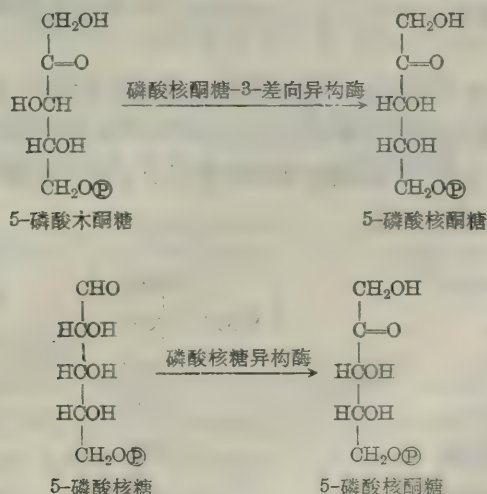 CH₂OH CH₂OH
C=O C=O
HOCH 磷酸核酮糖-3-差向异构酶 HCOH
HCOH HCOH
CH₂OⓅ CH₂OⓅ
5-磷酸木酮糖 5-磷酸核酮糖
CHO CH₂OH
HCOH C=O
HCOH 磷酸核糖异构酶 HCOH
HCOH HCOH
CH₂OⓅ CH₂OⓅ
5-磷酸核糖 5-磷酸核酮糖